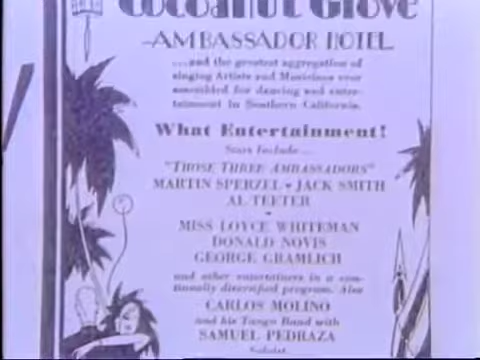 Cocoanut Grove
AMBASSADOR HOTEL
...and the greatest aggregation of
singing Artists and Musicians ever
assembled for dancing and enter-
tainment in Southern California.
What Entertainment!
Stars Include...
"THOSE THREE AMBASSADORS"
MARTIN SPERZEL • JACK SMITH
AL TEETER
MISS LOYCE WHITEMAN
DONALD NOVIS
GEORGE GRAMLICH
and other entertainers in a con-
tinually diversified program. Also
CARLOS MOLINO
and his Tango Band with
SAMUEL PEDRAZA
Soloist